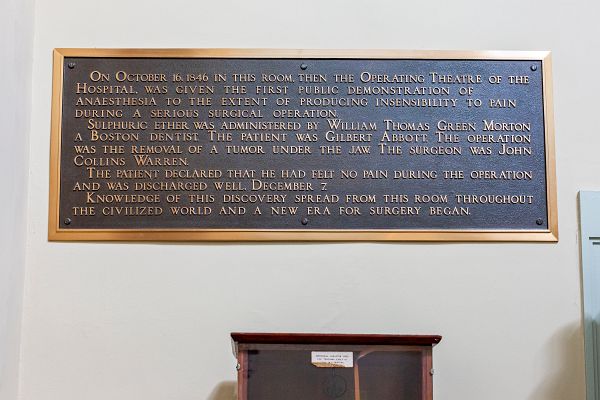 On October 16, 1846 in this room, then the Operating Theatre of the
Hospital, was given the first public demonstration of
anaesthesia to the extent of producing insensibility to pain
during a serious surgical operation.
Sulphuric ether was administered by William Thomas Green Morton
a Boston dentist. The patient was Gilbert Abbott. The operation
was the removal of a tumor under the jaw. The surgeon was John
Collins Warren.
The patient declared that he had felt no pain during the operation
and was discharged well, December 7.
Knowledge of this discovery spread from this room throughout
the civilized world and a new era for surgery began.